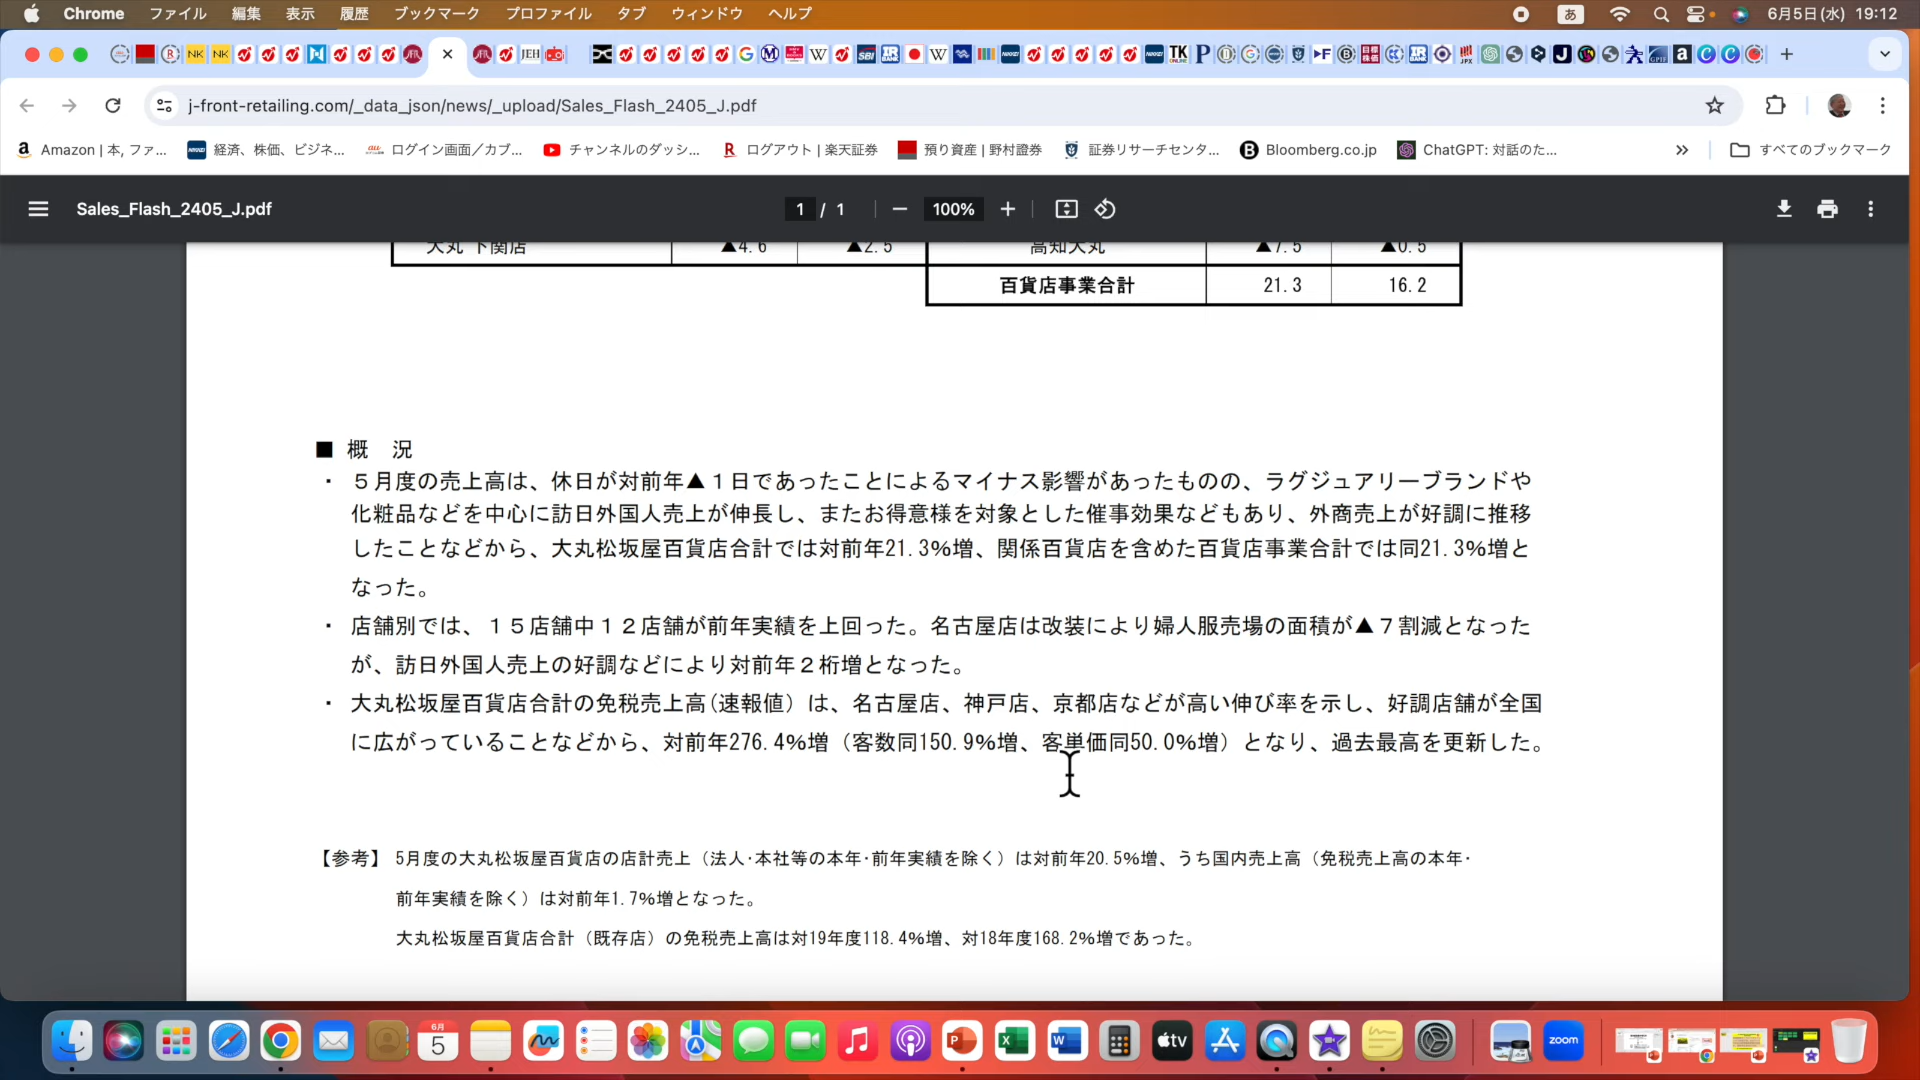 Chrome ファイル 編集 表示 履歴 ブックマーク プロファイル タブ ウィンドウ ヘルプ あ 6月5日(水) 19:12
j-front-retailing.com/_data_json/news/_upload/Sales_Flash_2405_J.pdf
Amazon | 本, ファ... 経済、株価、ビジネ... ログイン画面／カブ... チャンネルのダッシ... ログアウト | 楽天証券 預り資産 | 野村證券 証券リサーチセンタ... Bloomberg.co.jp ChatGPT: 対話のた... » すべてのブックマーク
Sales_Flash_2405_J.pdf 1 / 1 100%
大丸 下関店 ▲4.6 ▲2.5 高知大丸 ▲7.5 ▲0.5
百貨店事業合計 21.3 16.2
■ 概 況
・ ５月度の売上高は、休日が対前年▲１日であったことによるマイナス影響があったものの、ラグジュアリーブランドや
化粧品などを中心に訪日外国人売上が伸長し、またお得意様を対象とした催事効果などもあり、外商売上が好調に推移
したことなどから、大丸松坂屋百貨店合計では対前年21.3％増、関係百貨店を含めた百貨店事業合計では同21.3％増と
なった。
・ 店舗別では、１５店舗中１２店舗が前年実績を上回った。名古屋店は改装により婦人服売場の面積が▲７割減となった
が、訪日外国人売上の好調などにより対前年２桁増となった。
・ 大丸松坂屋百貨店合計の免税売上高(速報値）は、名古屋店、神戸店、京都店などが高い伸び率を示し、好調店舗が全国
に広がっていることなどから、対前年276.4％増（客数同150.9％増、客単価同50.0％増）となり、過去最高を更新した。
【参考】 5月度の大丸松坂屋百貨店の店計売上（法人･本社等の本年･前年実績を除く）は対前年20.5％増、うち国内売上高（免税売上高の本年･
前年実績を除く）は対前年1.7％増となった。
大丸松坂屋百貨店合計（既存店）の免税売上高は対19年度118.4％増、対18年度168.2％増であった。
6月
5
tv
zoom